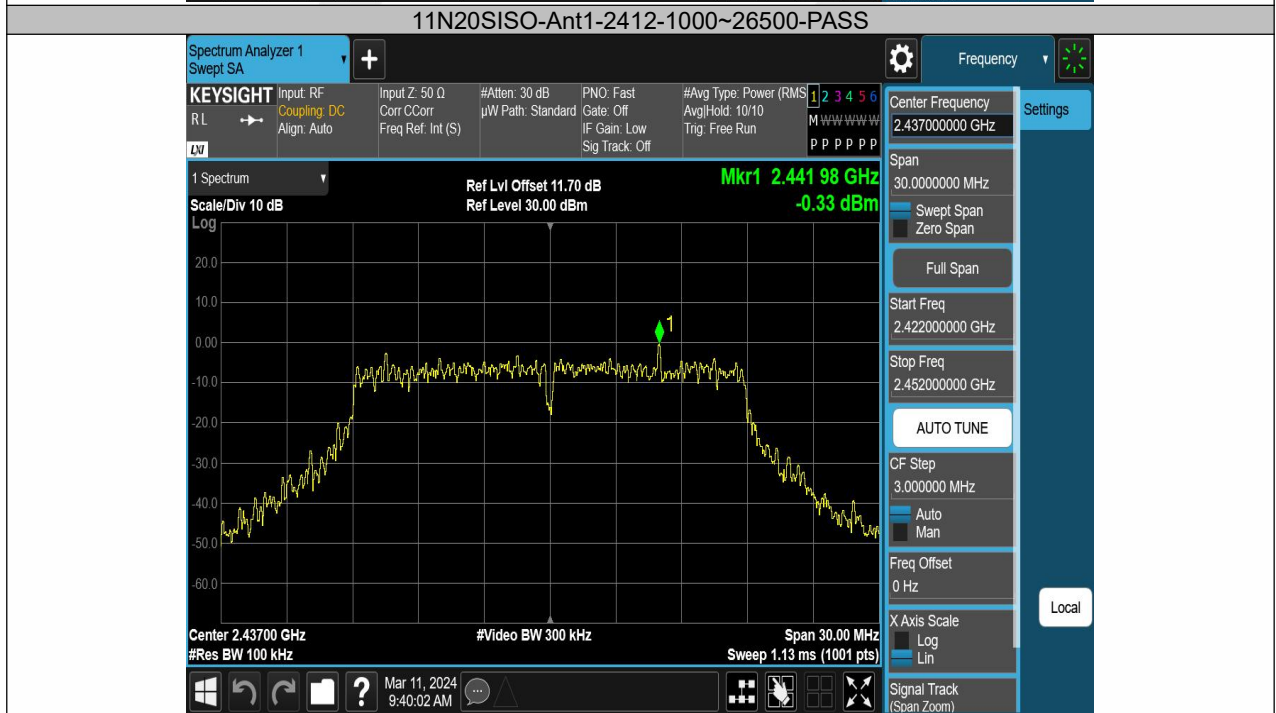 11N20SISO-Ant1-2412-1000~26500-PASS
Spectrum Analyzer 1
Swept SA
+
Frequency
KEYSIGHT
RL
LXI
Input: RF
Coupling: DC
Align: Auto
Input Z: 50 Ω
Corr CCorr
Freq Ref: Int (S)
#Atten: 30 dB
µW Path: Standard
PNO: Fast
Gate: Off
IF Gain: Low
Sig Track: Off
#Avg Type: Power (RMS
Avg|Hold: 10/10
Trig: Free Run
1 2 3 4 5 6
M W W W W W
P P P P P P
1 Spectrum
Scale/Div 10 dB
Log
Ref Lvl Offset 11.70 dB
Ref Level 30.00 dBm
Mkr1 2.441 98 GHz
-0.33 dBm
20.0
10.0
0.00
-10.0
-20.0
-30.0
-40.0
-50.0
-60.0
1
Center 2.43700 GHz
#Res BW 100 kHz
#Video BW 300 kHz
Span 30.00 MHz
Sweep 1.13 ms (1001 pts)
?
Mar 11, 2024
9:40:02 AM
Center Frequency
2.437000000 GHz
Span
30.0000000 MHz
Swept Span
Zero Span
Full Span
Start Freq
2.422000000 GHz
Stop Freq
2.452000000 GHz
AUTO TUNE
CF Step
3.000000 MHz
Auto
Man
Freq Offset
0 Hz
X Axis Scale
Log
Lin
Signal Track
(Span Zoom)
Settings
Local